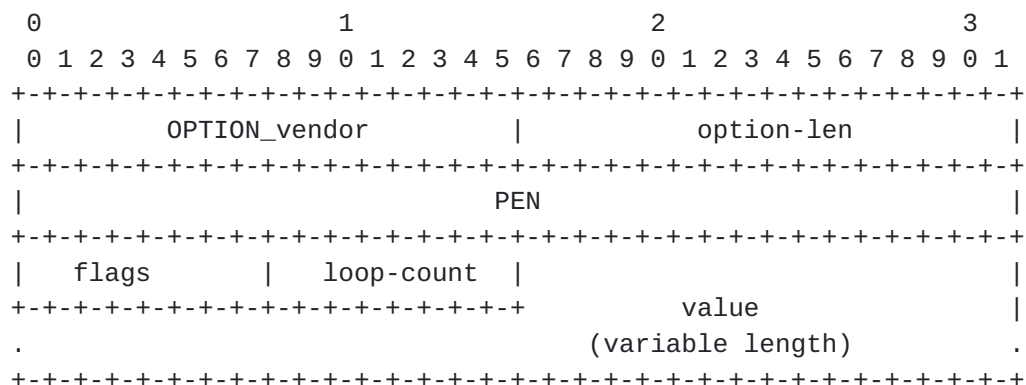 0                   1                   2                   3
 0 1 2 3 4 5 6 7 8 9 0 1 2 3 4 5 6 7 8 9 0 1 2 3 4 5 6 7 8 9 0 1
+-+-+-+-+-+-+-+-+-+-+-+-+-+-+-+-+-+-+-+-+-+-+-+-+-+-+-+-+-+-+-+-+
|         OPTION_vendor         |           option-len          |
+-+-+-+-+-+-+-+-+-+-+-+-+-+-+-+-+-+-+-+-+-+-+-+-+-+-+-+-+-+-+-+-+
|                              PEN                              |
+-+-+-+-+-+-+-+-+-+-+-+-+-+-+-+-+-+-+-+-+-+-+-+-+-+-+-+-+-+-+-+-+
|   flags       |   loop-count  |                               |
+-+-+-+-+-+-+-+-+-+-+-+-+-+-+-+-+          value                |
.                                    (variable length)          .
+-+-+-+-+-+-+-+-+-+-+-+-+-+-+-+-+-+-+-+-+-+-+-+-+-+-+-+-+-+-+-+-+